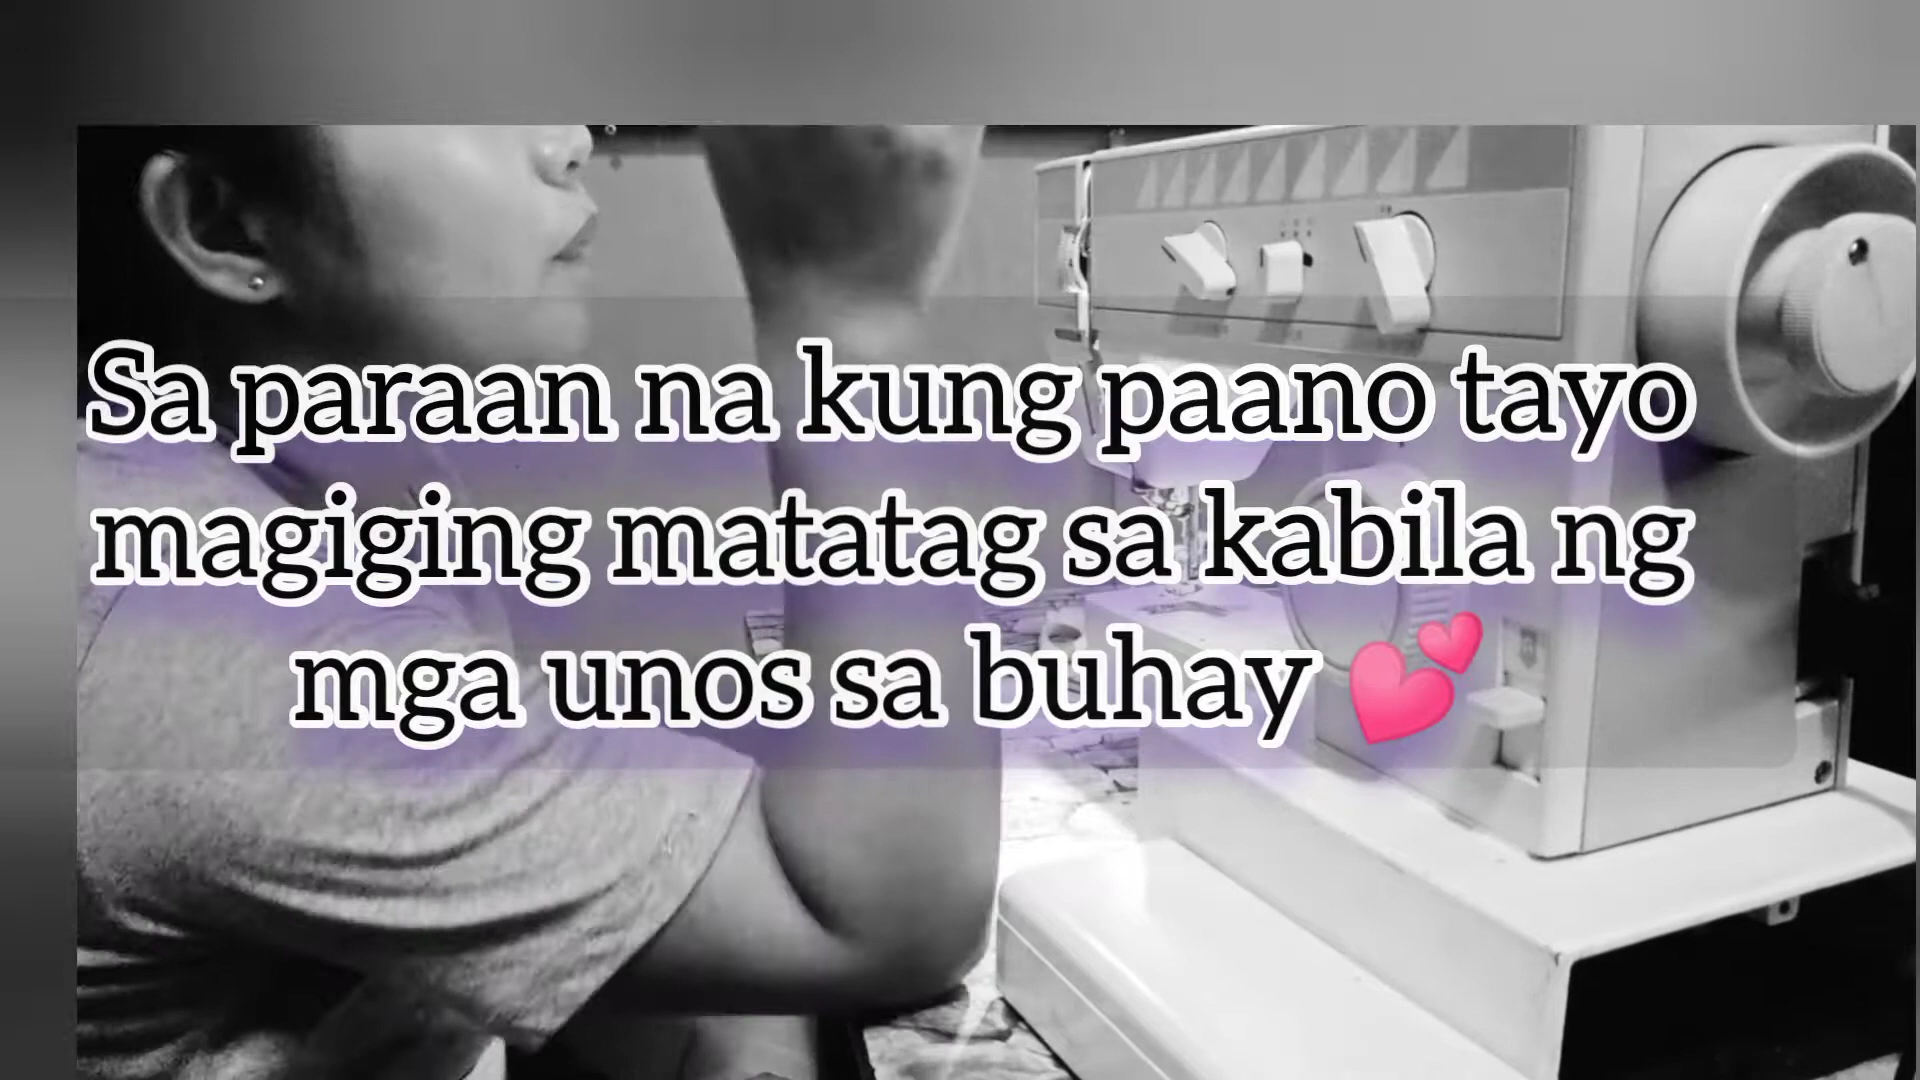 Sa paraan na kung paano tayo
magiging matatag sa kabila ng
mga unos sa buhay 💕